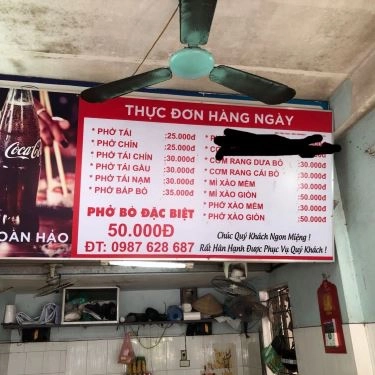 THỰC ĐƠN HÀNG NGÀY
* PHỞ TÁI :25.000đ
* PHỞ CHÍN :25.000đ
* PHỞ TÁI CHÍN :30.000đ
* PHỞ TÁI GẦU :30.000đ
* PHỞ TÁI NẠM :30.000đ
* PHỞ BẮP BÒ :35.000đ
PHỞ BÒ ĐẶC BIỆT
50.000Đ
ĐT: 0987 628 687
* CƠM RANG DƯA BÒ :30.000đ
* CƠM RANG CẢI BÒ :30.000đ
* MÌ XÀO MỀM :30.000đ
* MÌ XÀO GIÒN :50.000đ
* PHỞ XÀO MỀM :30.000đ
* PHỞ XÀO GIÒN :50.000đ
Chúc Quý Khách Ngon Miệng !
Rất Hân Hạnh Được Phục Vụ Quý Khách !
Coca-Cola
OÀN HẢO